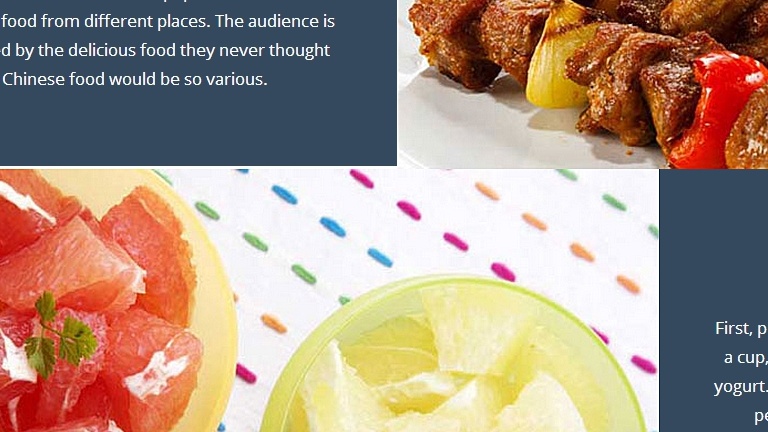 food from different places. The audience is
by the delicious food they never thought
Chinese food would be so various.
First,
a cup,
yogurt.